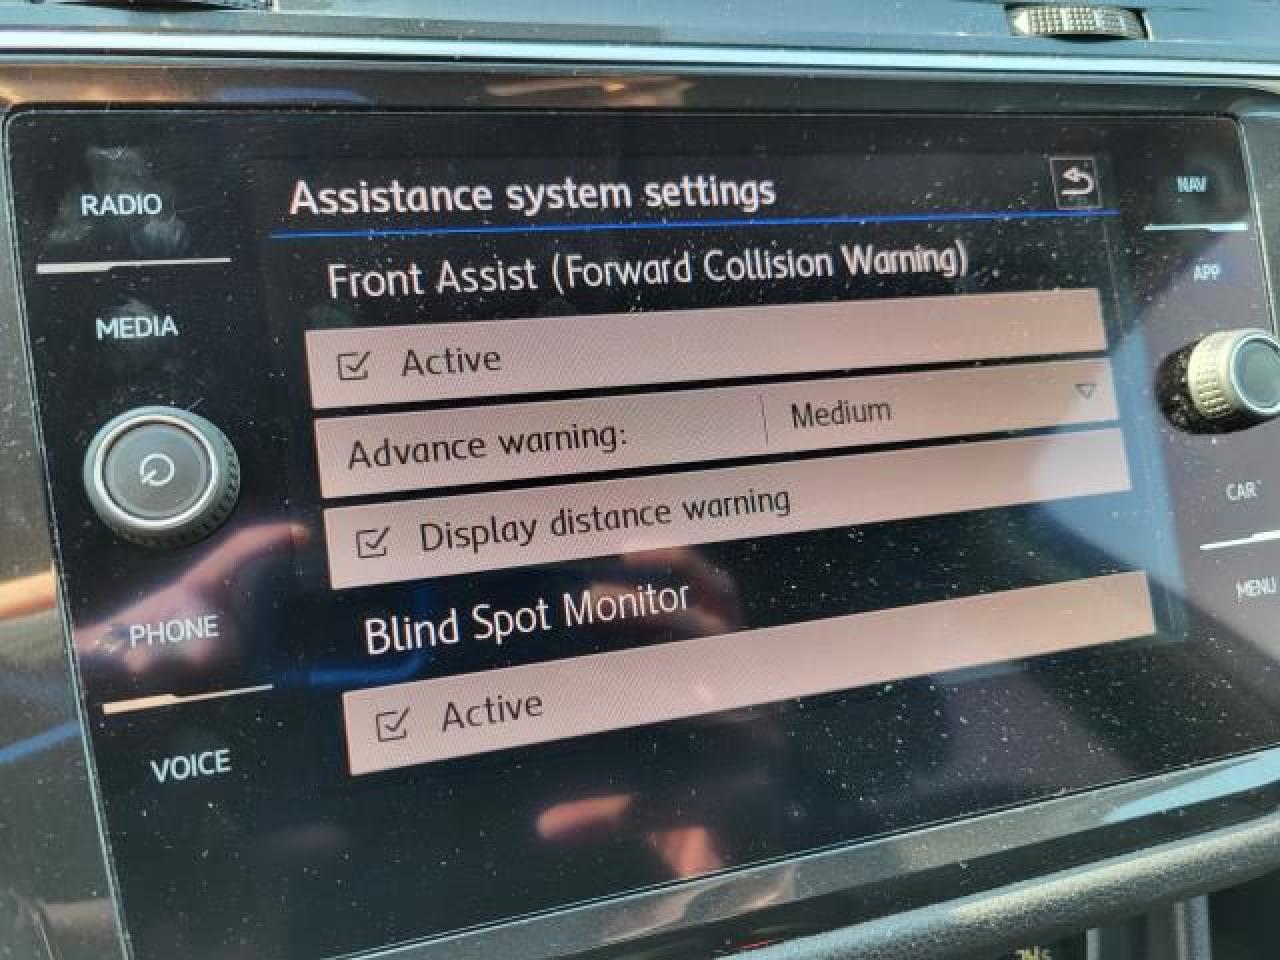 RADIO
MEDIA
PHONE
VOICE
Assistance system settings
Front Assist (Forward Collision Warning)
Active
Advance warning: Medium
Display distance warning
Blind Spot Monitor
Active
NAV
APP
CAR
MENU